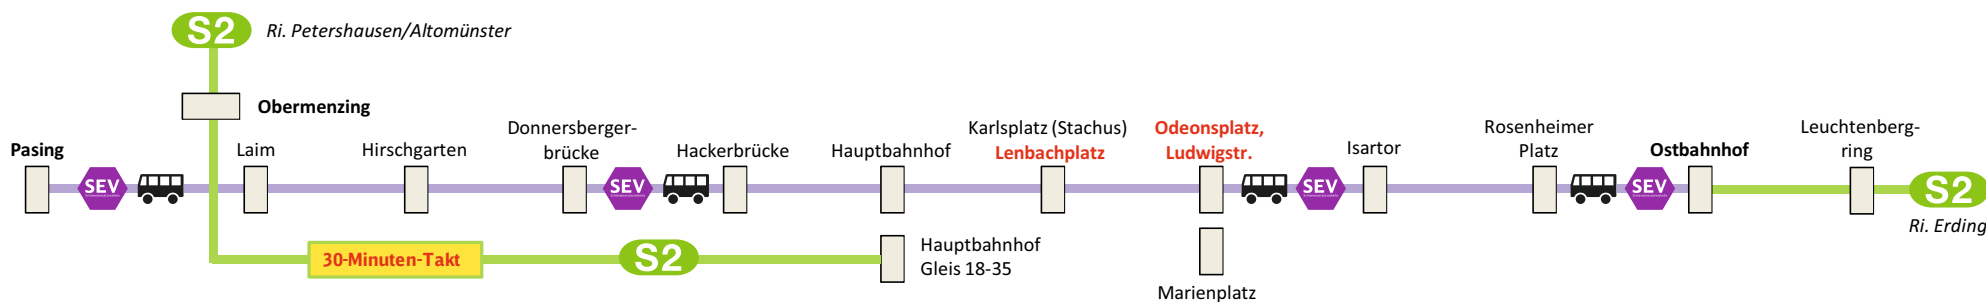 S2
Ri. Petershausen/Altomünster
Obermenzing
Pasing
SEV
Laim
Hirschgarten
Donnersberger-
brücke
SEV
Hackerbrücke
Hauptbahnhof
Karlsplatz (Stachus)
Lenbachplatz
Odeonsplatz,
Ludwigstr.
SEV
Isartor
Rosenheimer
Platz
SEV
Ostbahnhof
Leuchtenberg-
ring
S2
Ri. Erding
30-Minuten-Takt
S2
Hauptbahnhof
Gleis 18-35
Marienplatz